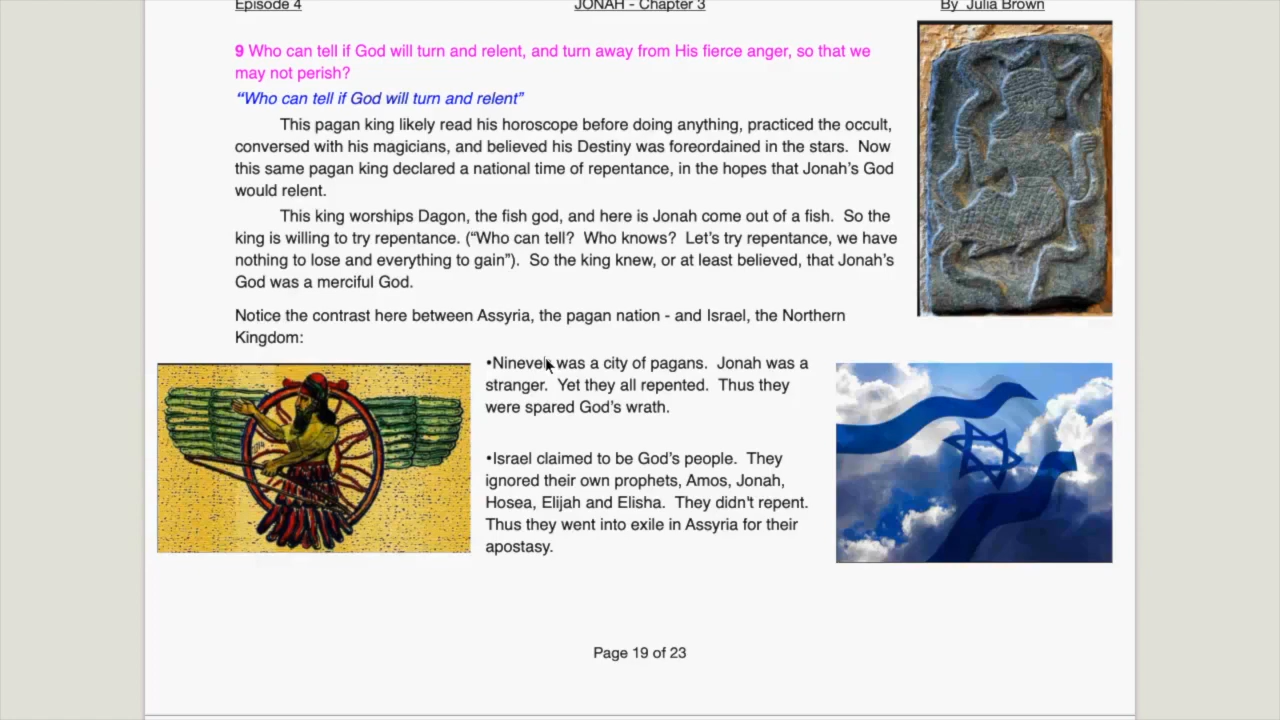 Episode 4 JONAH - Chapter 3 By Julia Brown
9 Who can tell if God will turn and relent, and turn away from His fierce anger, so that we
may not perish?
“Who can tell if God will turn and relent”
This pagan king likely read his horoscope before doing anything, practiced the occult,
conversed with his magicians, and believed his Destiny was foreordained in the stars. Now
this same pagan king declared a national time of repentance, in the hopes that Jonah’s God
would relent.
This king worships Dagon, the fish god, and here is Jonah come out of a fish. So the
king is willing to try repentance. (“Who can tell? Who knows? Let’s try repentance, we have
nothing to lose and everything to gain”). So the king knew, or at least believed, that Jonah’s
God was a merciful God.
Notice the contrast here between Assyria, the pagan nation - and Israel, the Northern
Kingdom:
•Nineveh was a city of pagans. Jonah was a
stranger. Yet they all repented. Thus they
were spared God’s wrath.
•Israel claimed to be God’s people. They
ignored their own prophets, Amos, Jonah,
Hosea, Elijah and Elisha. They didn’t repent.
Thus they went into exile in Assyria for their
apostasy.
Page 19 of 23